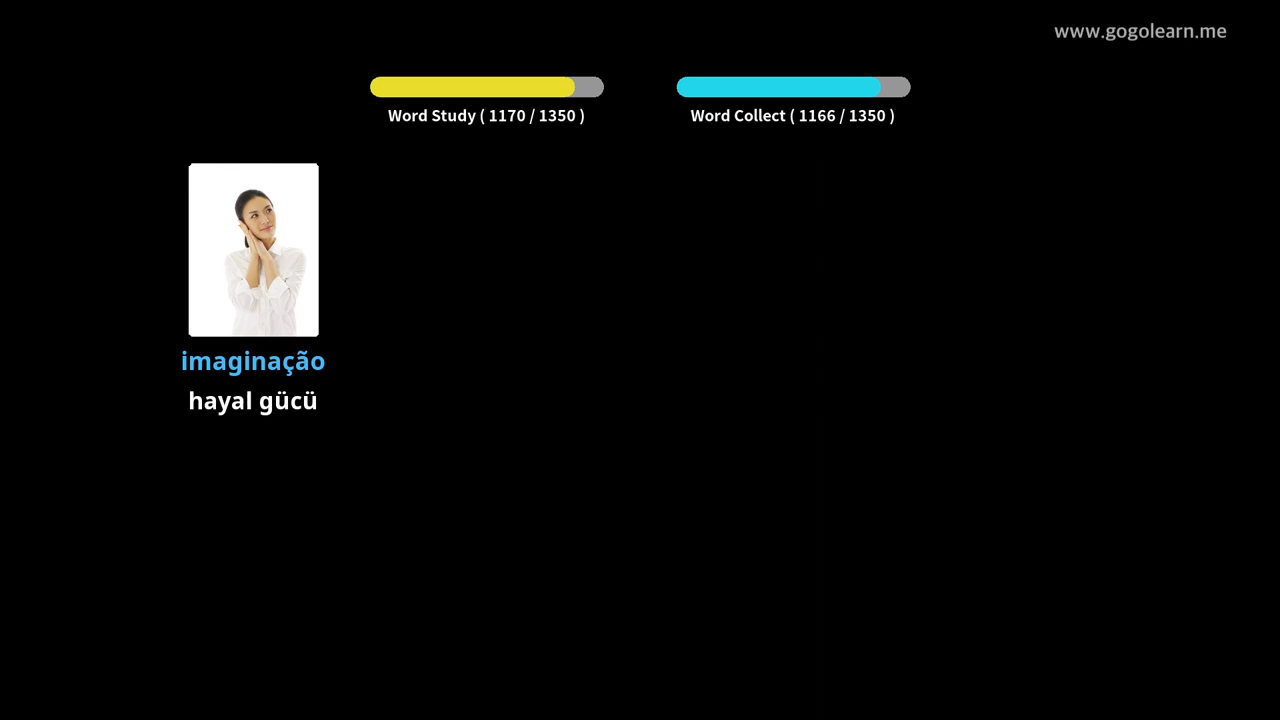 www.gogolearn.me
Word Study ( 1170 / 1350 )
Word Collect ( 1166 / 1350 )
imaginação
hayal gücü